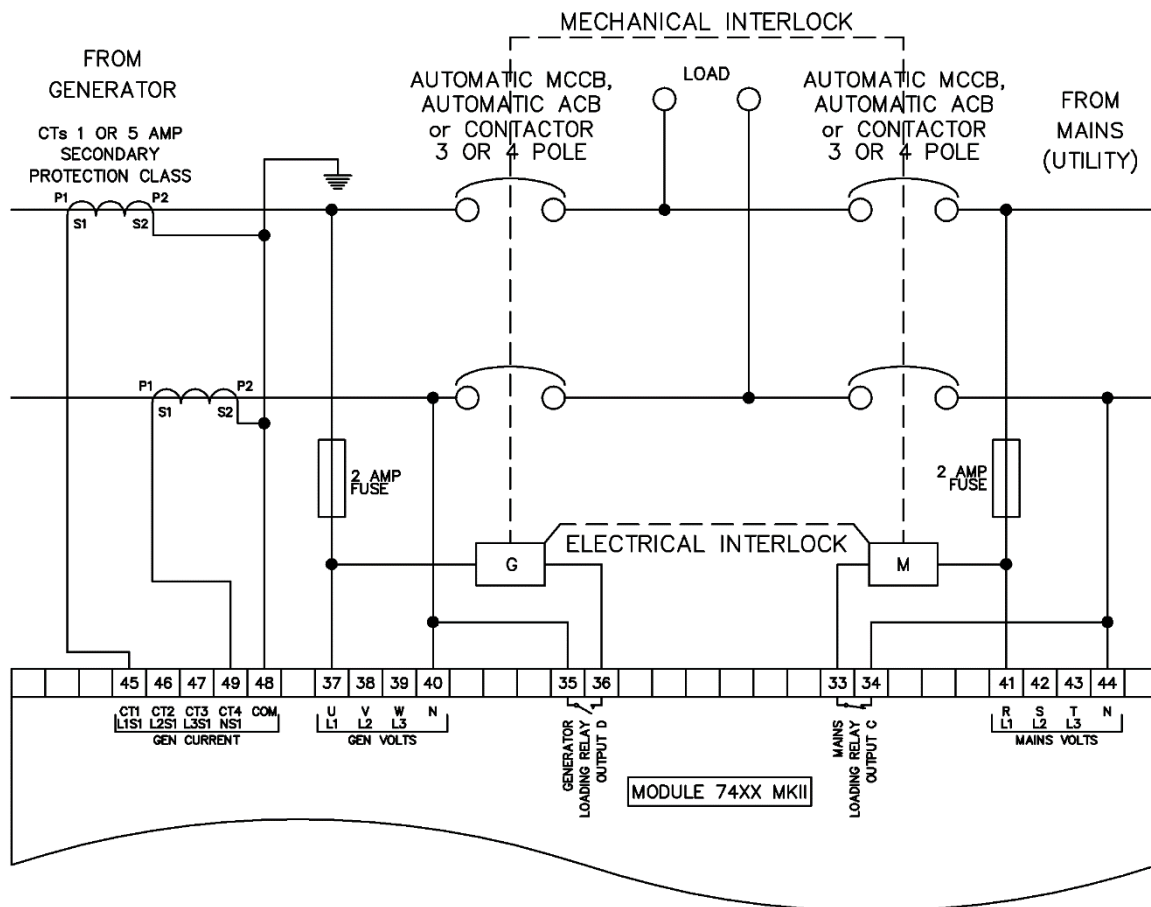 MECHANICAL INTERLOCK
FROM
GENERATOR
CTs 1 OR 5 AMP
SECONDARY
PROTECTION CLASS
AUTOMATIC MCCB,
AUTOMATIC ACB
or CONTACTOR
3 OR 4 POLE
LOAD
AUTOMATIC MCCB,
AUTOMATIC ACB
or CONTACTOR
3 OR 4 POLE
FROM
MAINS
(UTILITY)
P1 P2
S1 S2
P1 P2
S1 S2
2 AMP
FUSE
2 AMP
FUSE
ELECTRICAL INTERLOCK
G
M
45 46 47 49 48 37 38 39 40 35 36 33 34 41 42 43 44
CT1 CT2 CT3 CT4 COM
L1S1 L2S1 L3S1 NS1
GEN CURRENT
U V W N
L1 L2 L3
GEN VOLTS
GENERATOR
LOADING RELAY
OUTPUT D
MAINS
LOADING RELAY
OUTPUT C
R S T N
L1 L2 L3
MAINS VOLTS
MODULE 74XX MKII